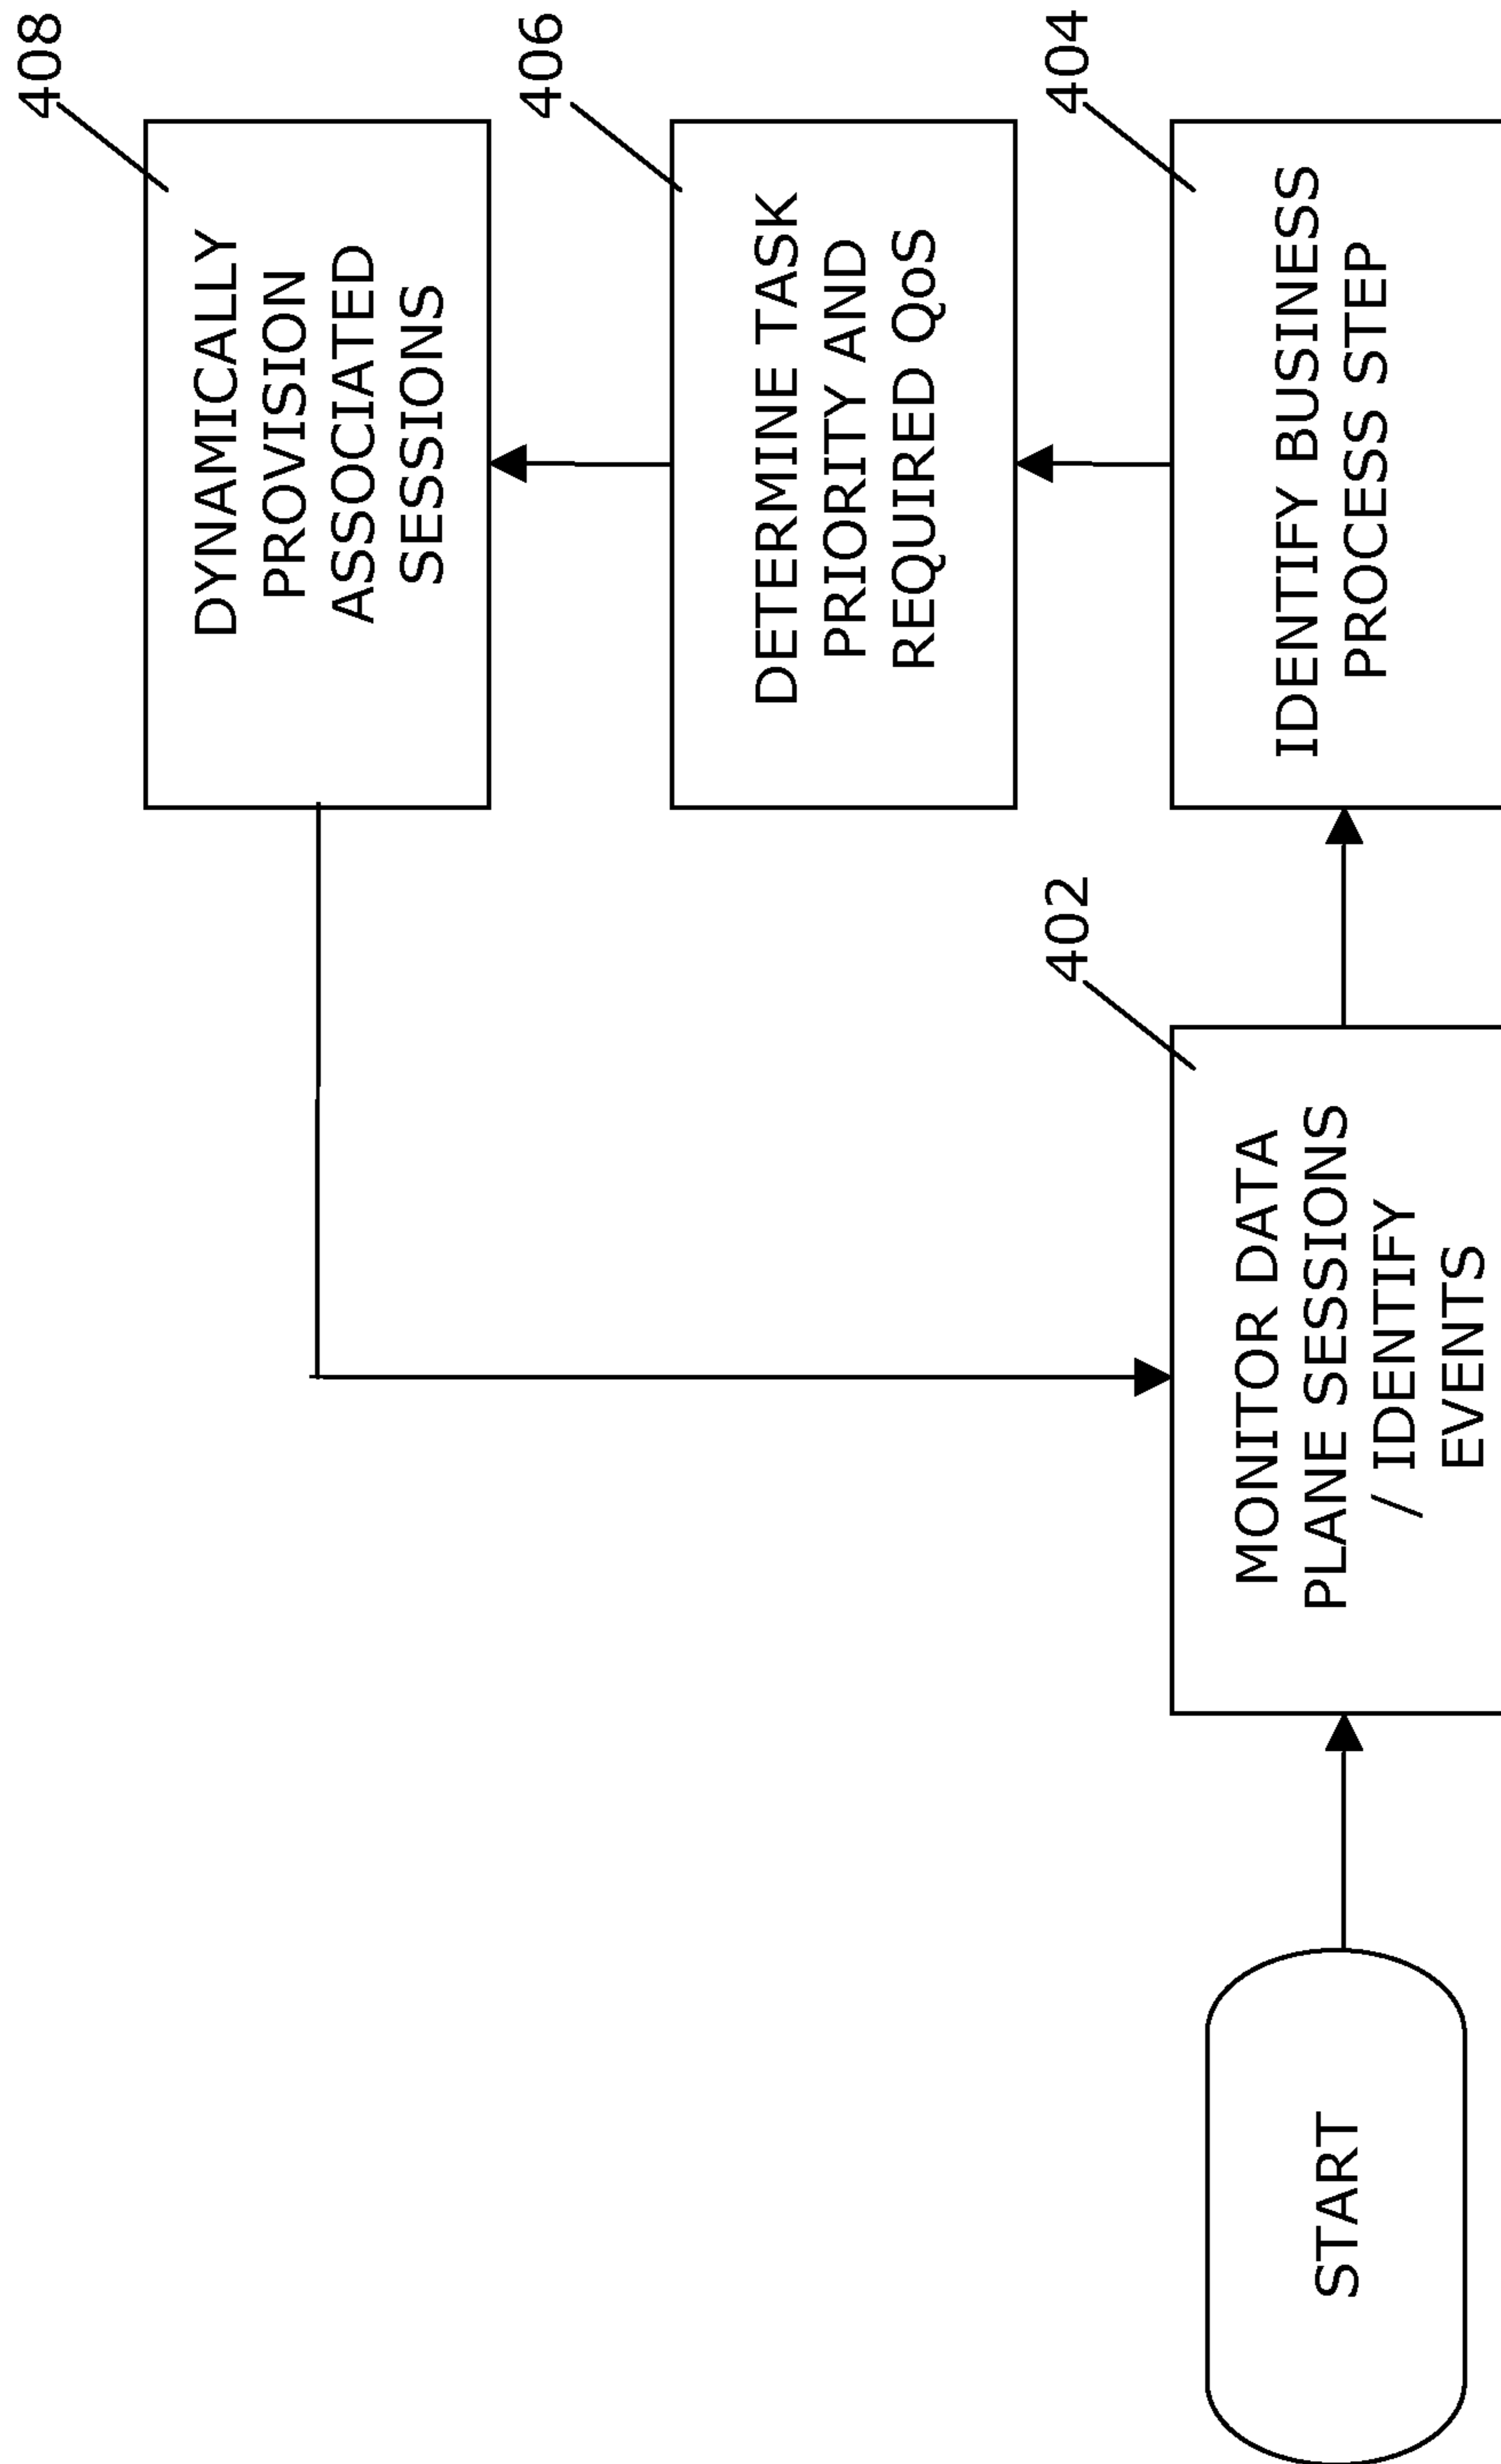 START
402
MONITOR DATA
PLANE SESSIONS
/ IDENTIFY
EVENTS
404
IDENTIFY BUSINESS
PROCESS STEP
406
DETERMINE TASK
PRIORITY AND
REQUIRED QoS
408
DYNAMICALLY
PROVISION
ASSOCIATED
SESSIONS